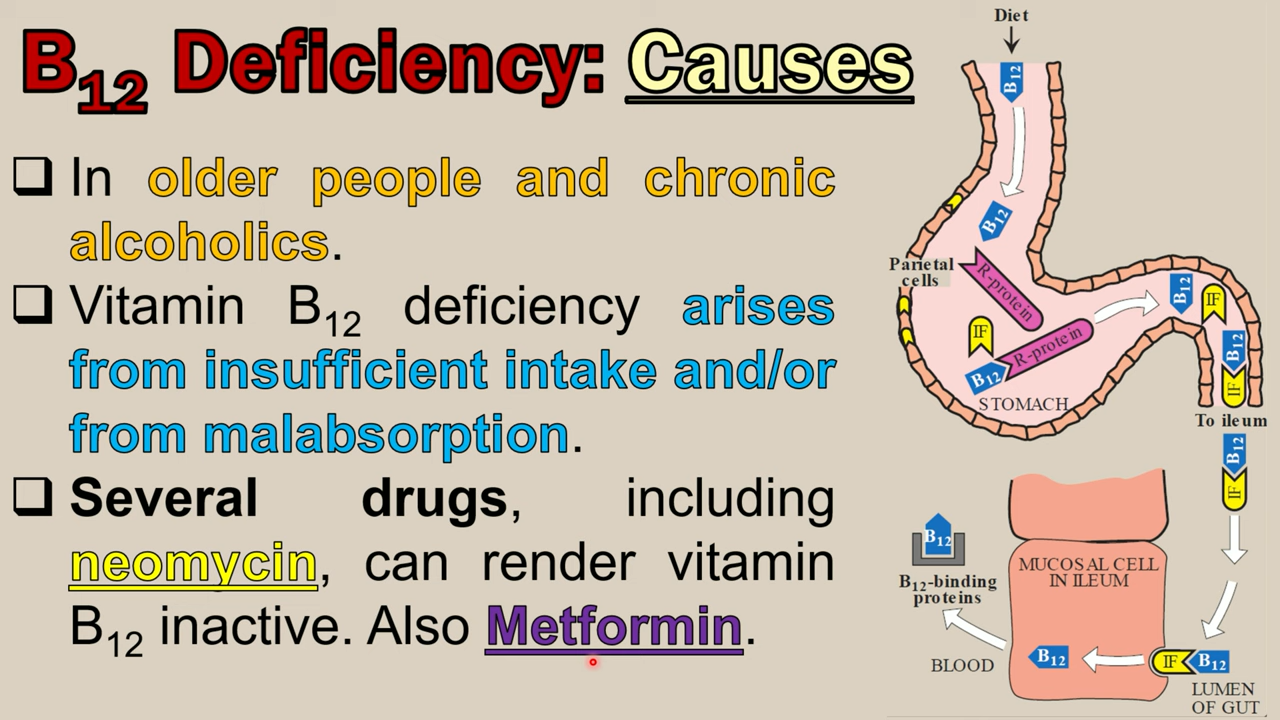 B12 Deficiency: Causes
In older people and chronic
alcoholics.
Vitamin B12 deficiency arises
from insufficient intake and/or
from malabsorption.
Several drugs, including
neomycin, can render vitamin
B12 inactive. Also Metformin.
Diet
B12
B12
Parietal
cells
R-protein
IF
R-protein
B12
STOMACH
B12
IF
B12
IF
To ileum
B12
IF
B12
B12-binding
proteins
MUCOSAL CELL
IN ILEUM
BLOOD
B12
IF
B12
LUMEN
OF GUT